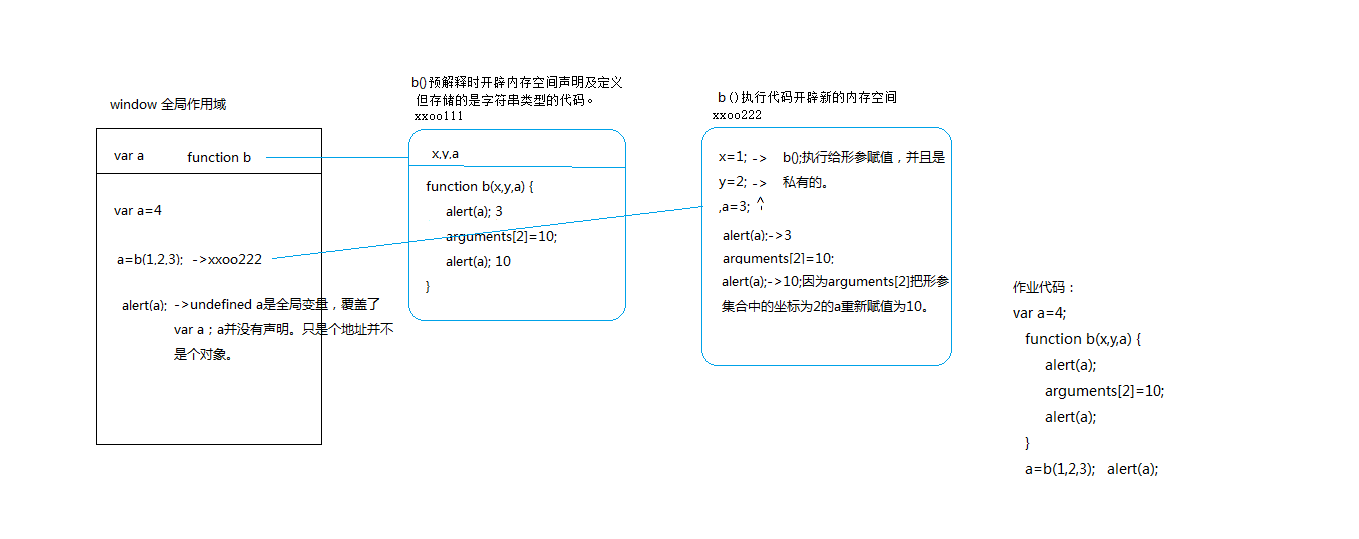 window 全局作用域
var a function b
var a=4
a=b(1,2,3); ->xxoo222
alert(a); ->undefined a是全局变量，覆盖了
var a；a并没有声明。只是个地址并不
是个对象。
b()预解释时开辟内存空间声明及定义
但存储的是字符串类型的代码。
xxoo111
x,y,a
function b(x,y,a) {
alert(a); 3
arguments[2]=10;
alert(a); 10
}
b()执行代码开辟新的内存空间
xxoo222
x=1; -> b();执行给形参赋值，并且是
y=2; -> 私有的。
,a=3; ^
alert(a);->3
arguments[2]=10;
alert(a);->10;因为arguments[2]把形参
集合中的坐标为2的a重新赋值为10。
作业代码：
var a=4;
function b(x,y,a) {
alert(a);
arguments[2]=10;
alert(a);
}
a=b(1,2,3); alert(a);